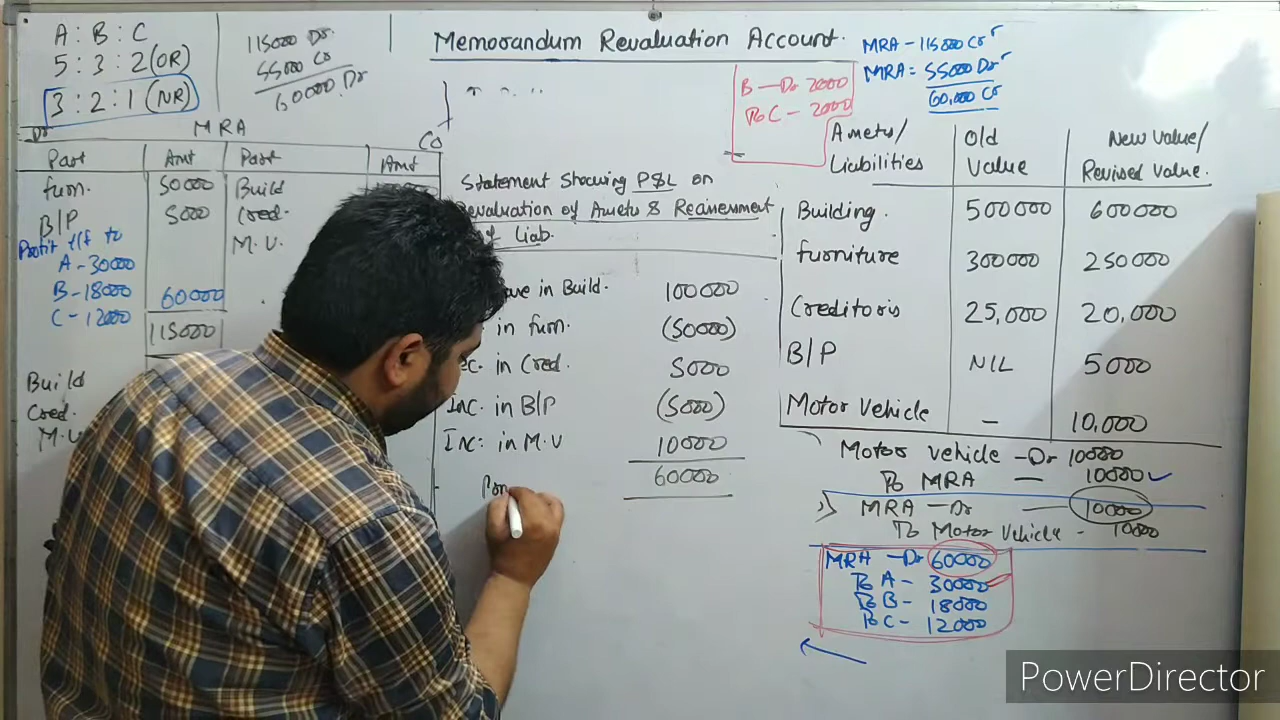 A : B : C
5 : 3 : 2 (OR)
3 : 2 : 1 (NR)
115000 Dr.
55000 Cr
60000 Dr
Memorandum Revaluation Account.
MRA - 115000 Cr
MRA = 55000 Dr
60,000 Cr
B - Dr 2000
To C - 2000
Dr
MRA
Part
Amt
Part
Amt
furn.
50000
Build
B/P
5000
Cred.
Profit t/f to
M.V.
A - 30000
B - 18000
60000
C - 12000
115000
Build
Cred.
M.V
Statement Showing P&L on
Revaluation of Assets &
of Liab.
in Build.
100000
in furn.
(50000)
in Cred.
5000
Inc. in B/P
(5000)
Inc: in M.V
10000
60000
Assets/
Liabilities
Old
Value
New Value/
Revised Value.
Building.
500000
600000
furniture
300000
250000
Creditors
25,000
20,000
B/P
NIL
5000
Motor Vehicle
-
10,000
Motor Vehicle - Dr 10000
To MRA - 10000
MRA - Dr - 10000
To Motor Vehicle - 10000
MRA - Dr 60000
To A - 30000
To B - 18000
To C - 12000
PowerDirector